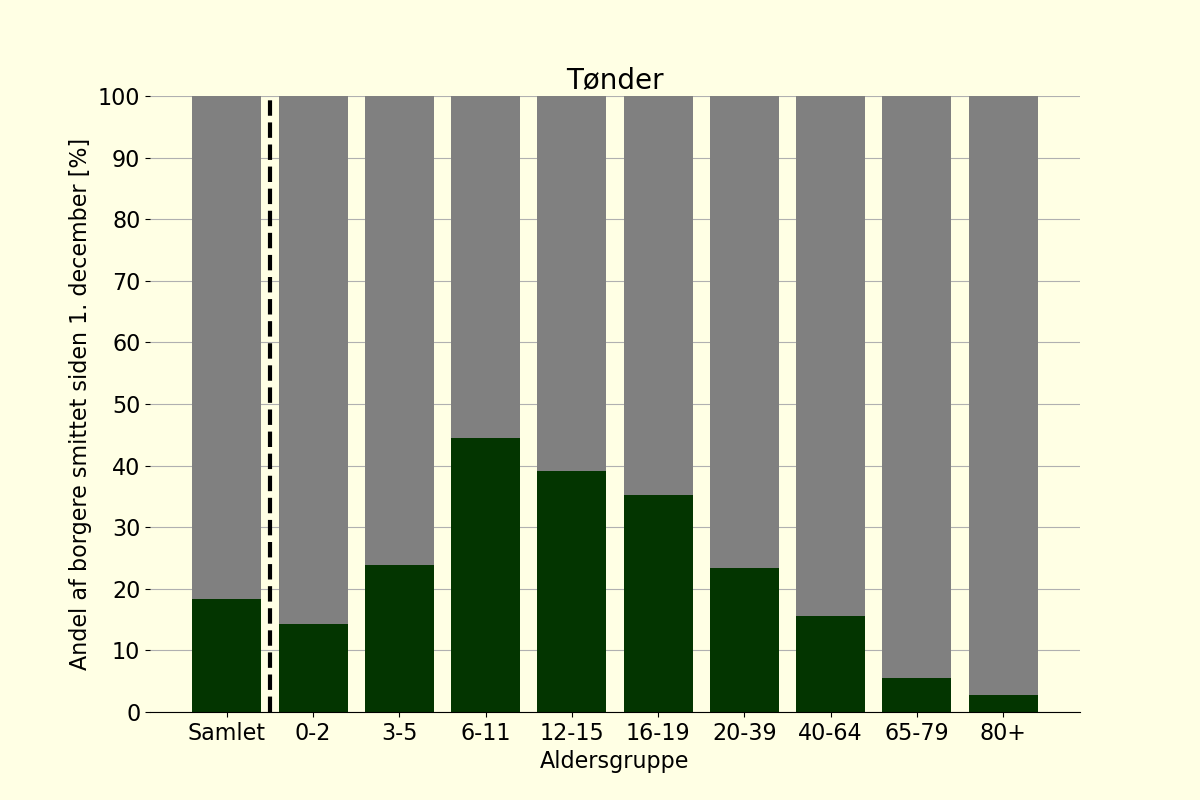 Tønder
Andel af borgere smittet siden 1. december [%]
100
90
80
70
60
50
40
30
20
10
0
Samlet 0-2 3-5 6-11 12-15 16-19 20-39 40-64 65-79 80+
Aldersgruppe